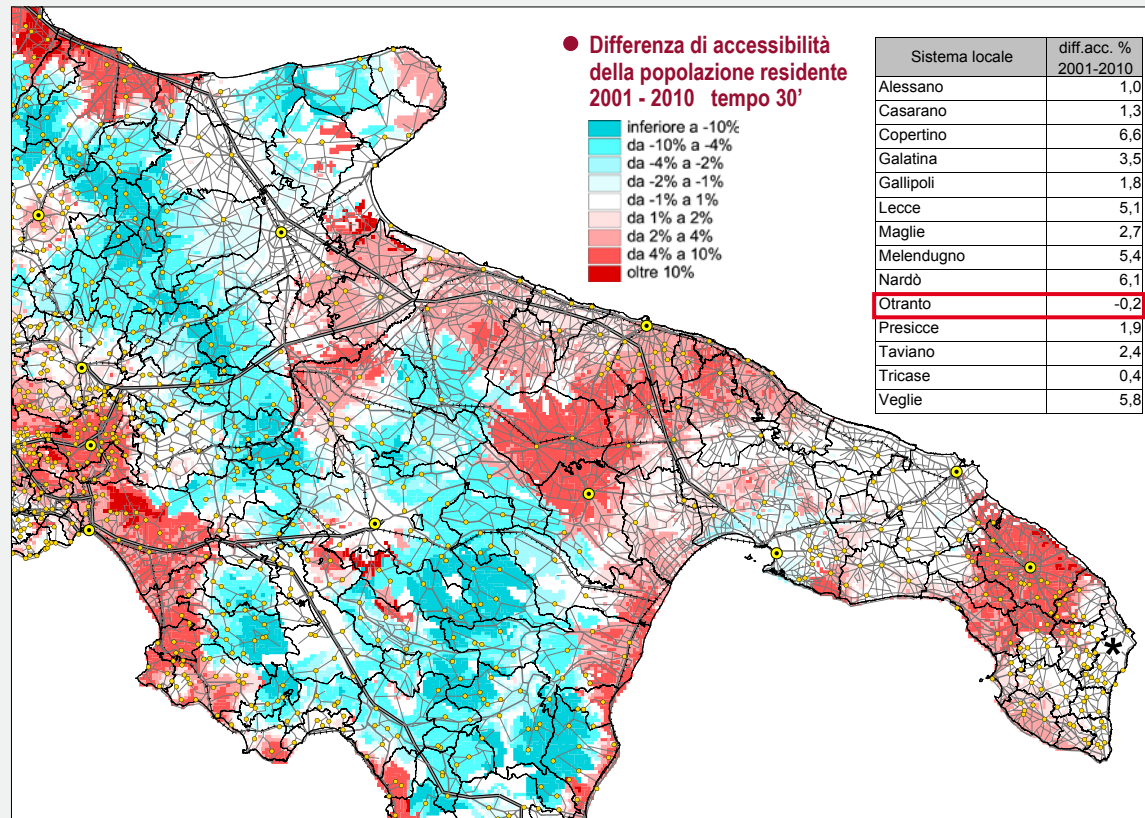 ● Differenza di accessibilità
della popolazione residente
2001 - 2010 tempo 30'
inferiore a -10%
da -10% a -4%
da -4% a -2%
da -2% a -1%
da -1% a 1%
da 1% a 2%
da 2% a 4%
da 4% a 10%
oltre 10%
Sistema locale diff.acc. %
2001-2010
Alessano 1,0
Casarano 1,3
Copertino 6,6
Galatina 3,5
Gallipoli 1,8
Lecce 5,1
Maglie 2,7
Melendugno 5,4
Nardò 6,1
Otranto -0,2
Presicce 1,9
Taviano 2,4
Tricase 0,4
Veglie 5,8
*